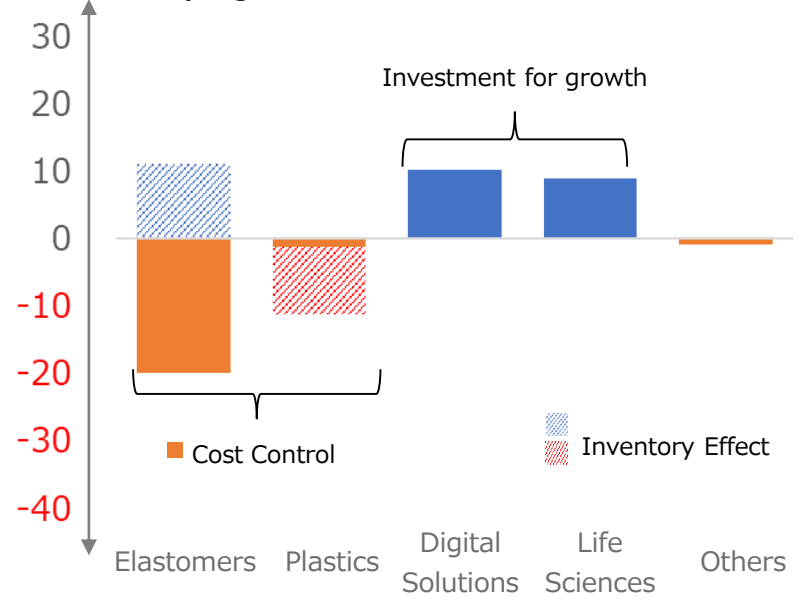 30
20
10
0
-10
-20
-30
-40
Investment for growth
Cost Control
Inventory Effect
Elastomers
Plastics
Digital
Solutions
Life
Sciences
Others